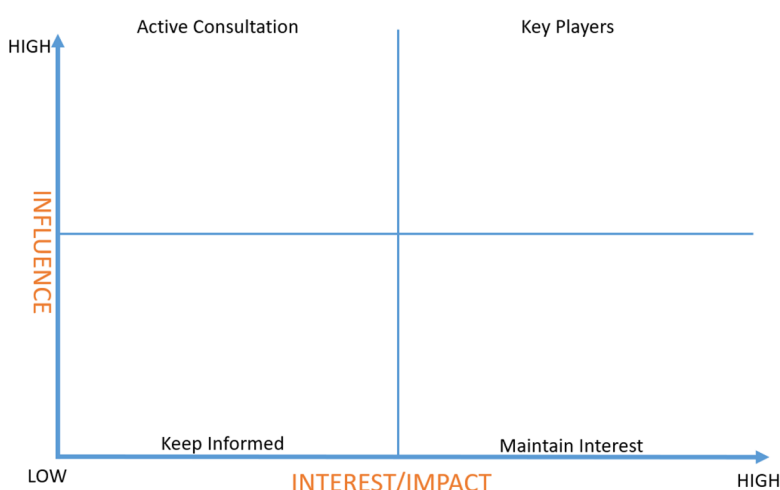 Active Consultation
Key Players
HIGH
INFLUENCE
Keep Informed
Maintain Interest
LOW
INTEREST/IMPACT
HIGH